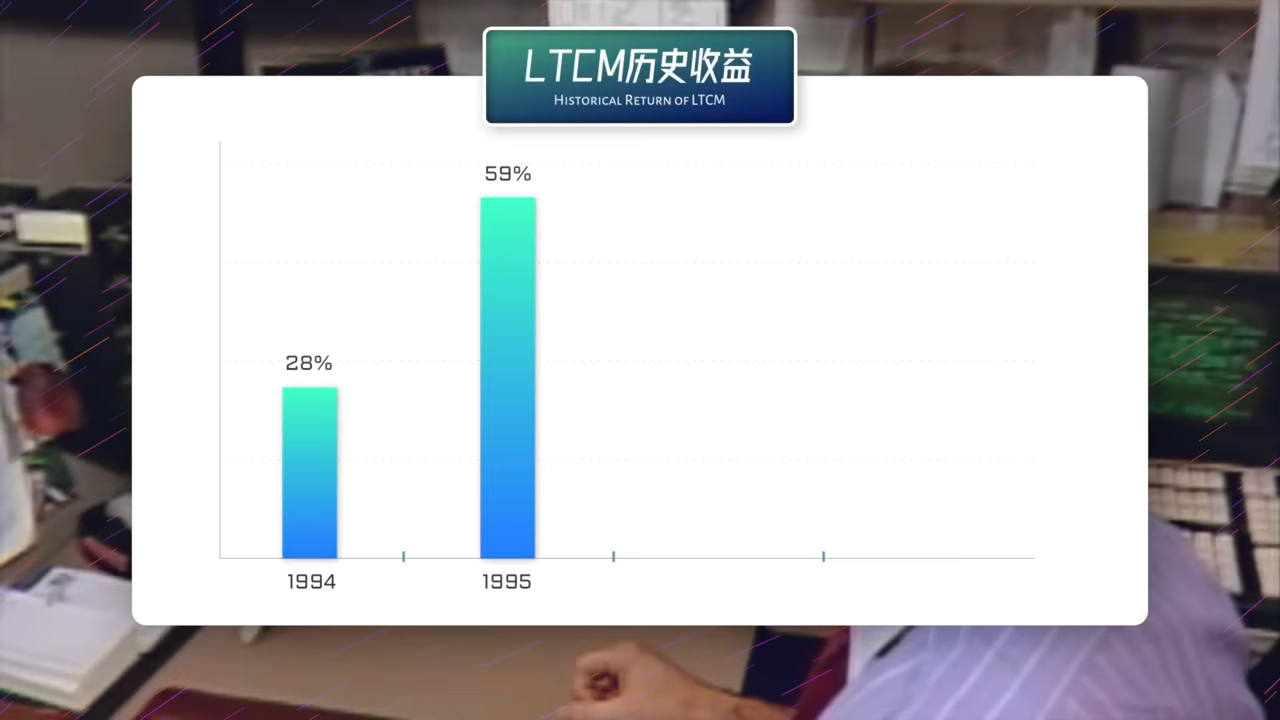 LTCM历史收益
Historical Return of LTCM
59%
28%
1994
1995